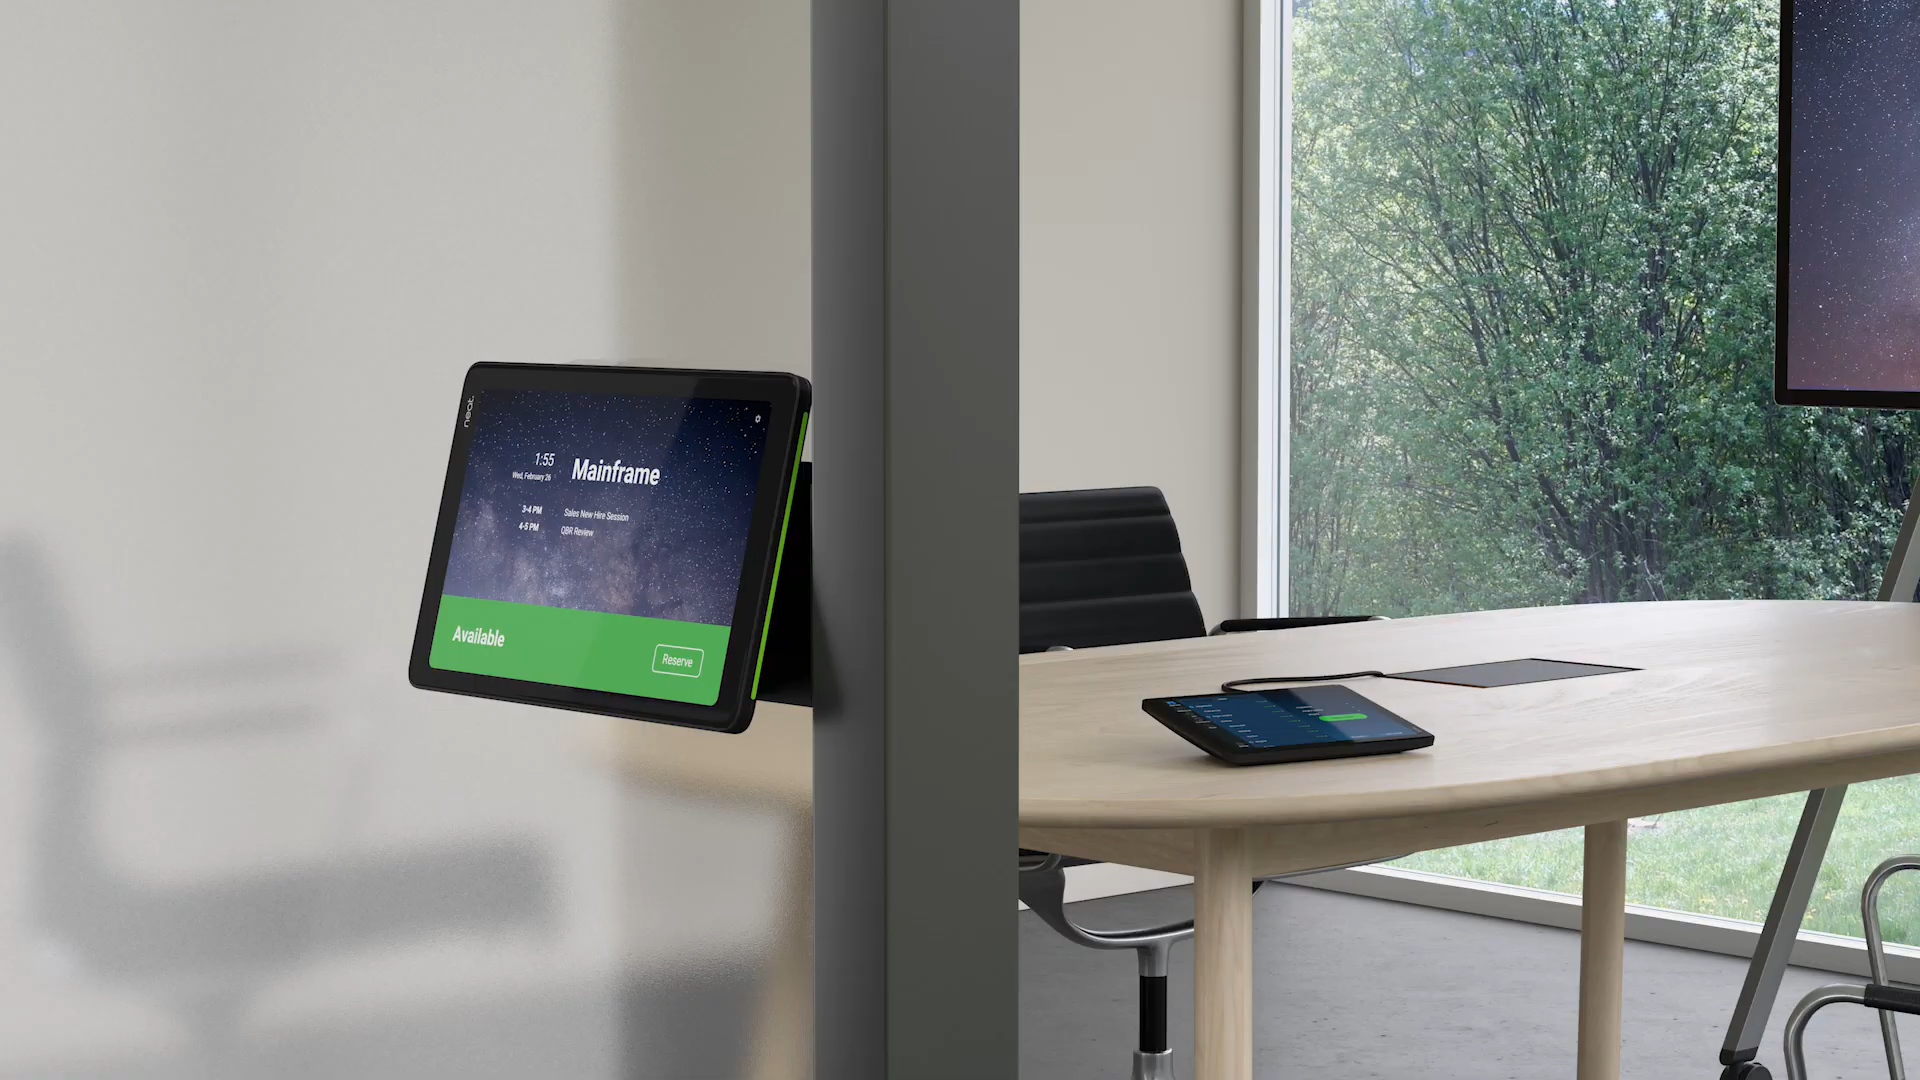 neat.
1:55 Mainframe
Wed, February 26
3-4 PM Sales New Hire Session
4-5 PM QBR Review
Available
Reserve